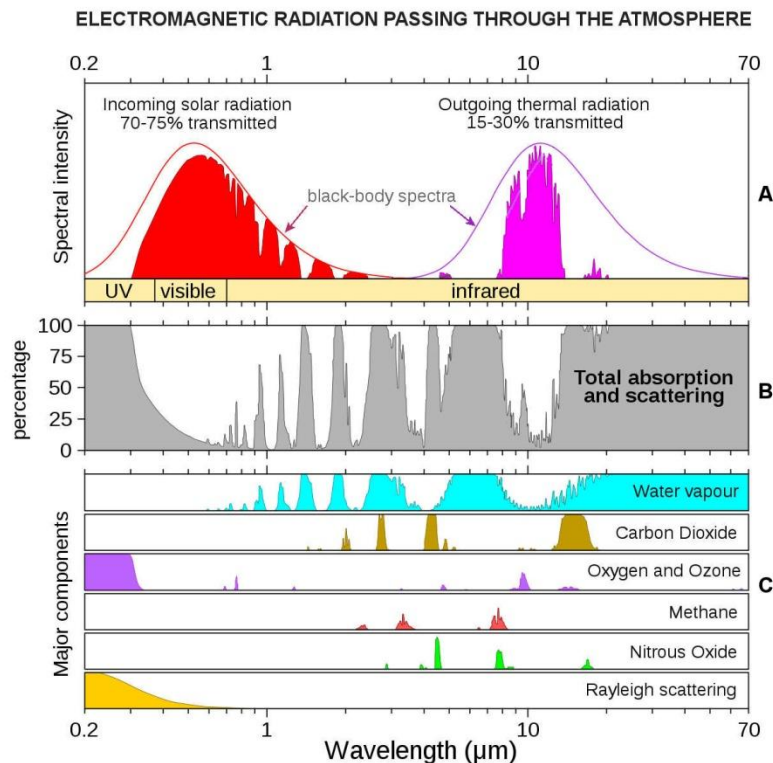 ELECTROMAGNETIC RADIATION PASSING THROUGH THE ATMOSPHERE
0.2 1 10 70
Incoming solar radiation
70-75% transmitted
Outgoing thermal radiation
15-30% transmitted
black-body spectra
Spectral intensity
A
UV visible infrared
percentage
100
75
50
25
0
Total absorption
and scattering
B
Major components
Water vapour
Carbon Dioxide
Oxygen and Ozone
C
Methane
Nitrous Oxide
Rayleigh scattering
0.2 1 10 70
Wavelength (μm)